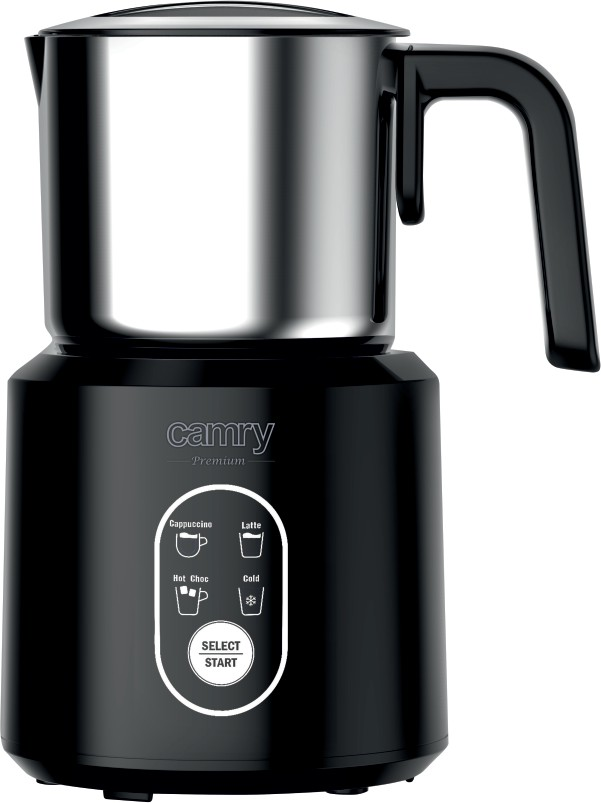 camry
Premium
Cappuccino Latte
Hot Choc Cold
SELECT
START